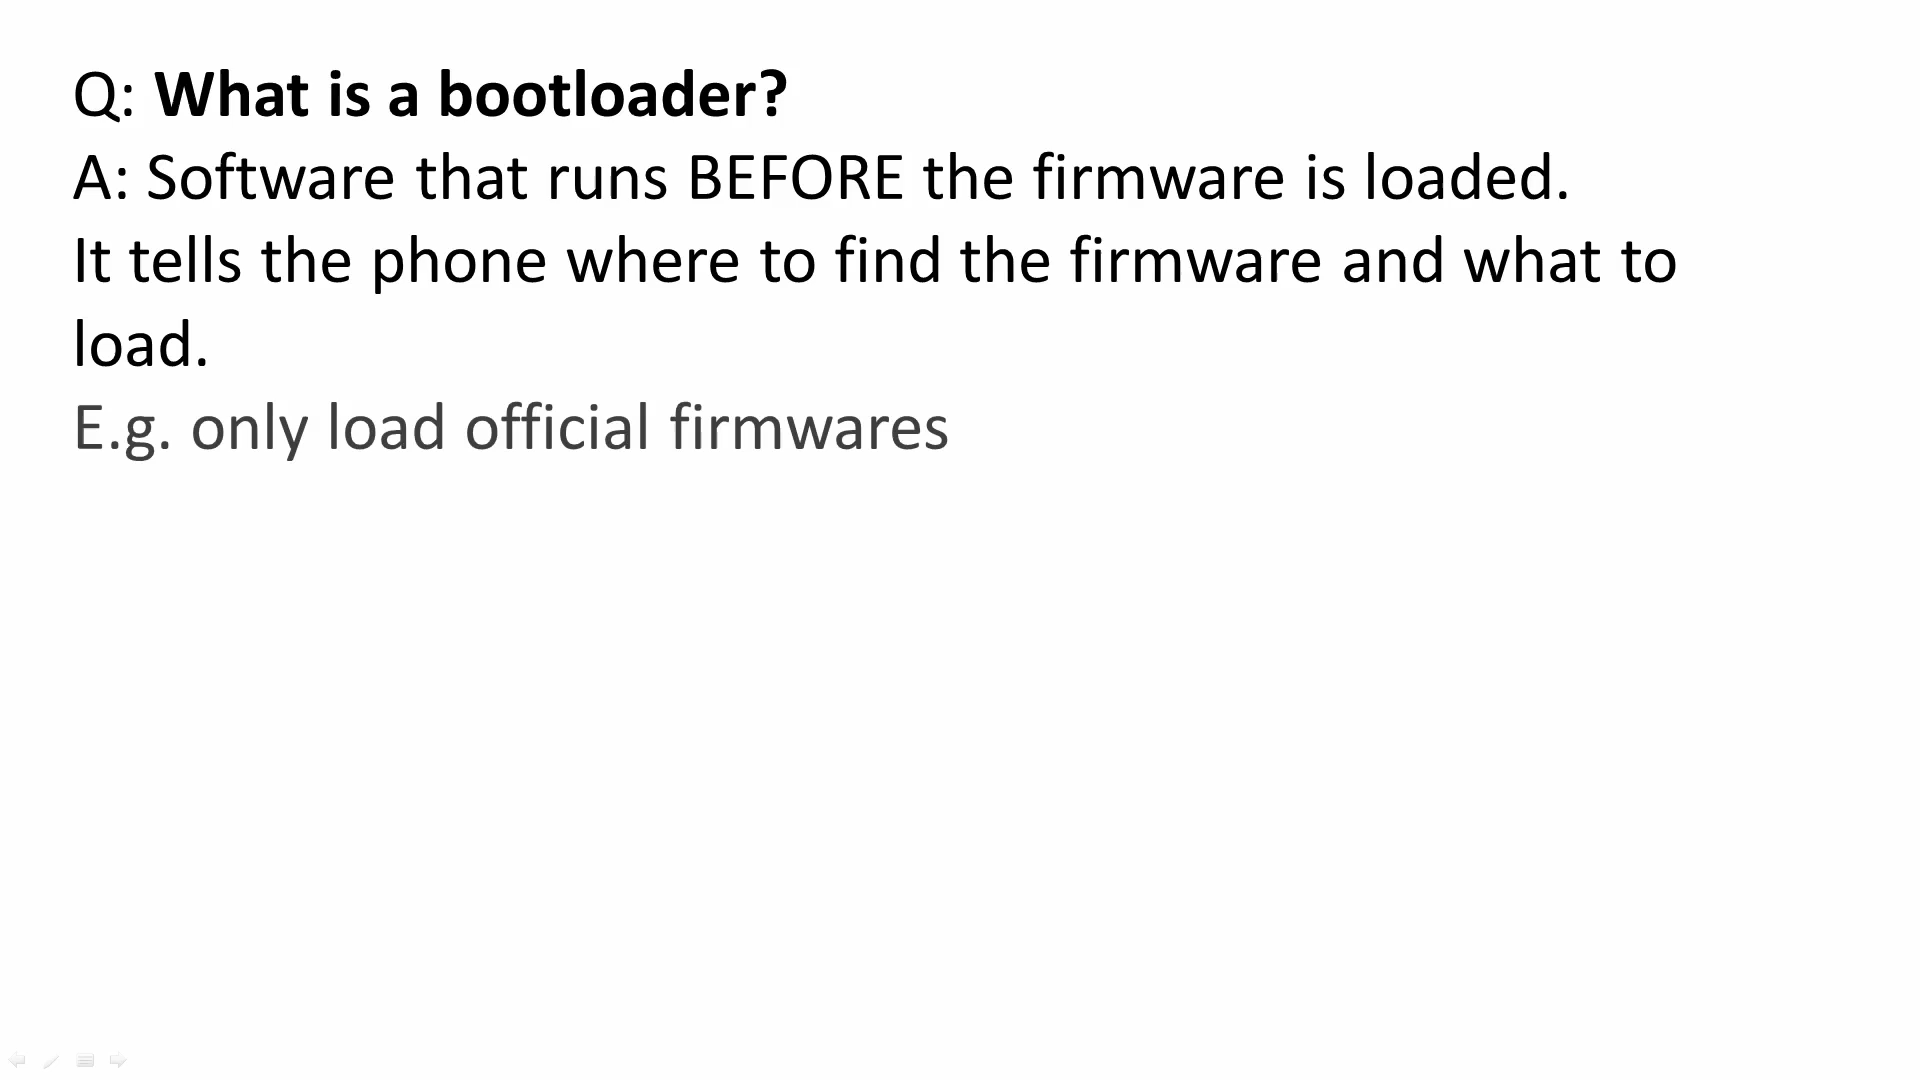 Q: What is a bootloader?
A: Software that runs BEFORE the firmware is loaded.
It tells the phone where to find the firmware and what to
load.
E.g. only load official firmwares